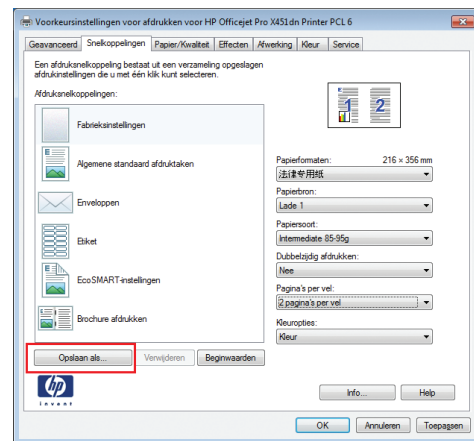 Voorkeursinstellingen voor afdrukken voor HP Officejet Pro X451dn Printer PCL 6
Geavanceerd Snelkoppelingen Papier/Kwaliteit Effecten Afwerking Kleur Service
Een afdruksnelkoppeling bestaat uit een verzameling opgeslagen
afdrukinstellingen die u met één klik kunt selecteren.
Afdruksnelkoppelingen:
Fabrieksinstellingen
Algemene standaard afdruktaken
Enveloppen
Etiket
EcoSMART-instellingen
Brochure afdrukken
Opslaan als... Verwijderen Beginwaarden
1 2
Papierformaten: 216 × 356 mm
法律专用纸
Papierbron:
Lade 1
Papiersoort:
Intermediate 85-95g
Dubbelzijdig afdrukken:
Nee
Pagina's per vel:
2 pagina's per vel
Kleuropties:
Kleur
hp
invent
Info... Help
OK Annuleren Toepassen